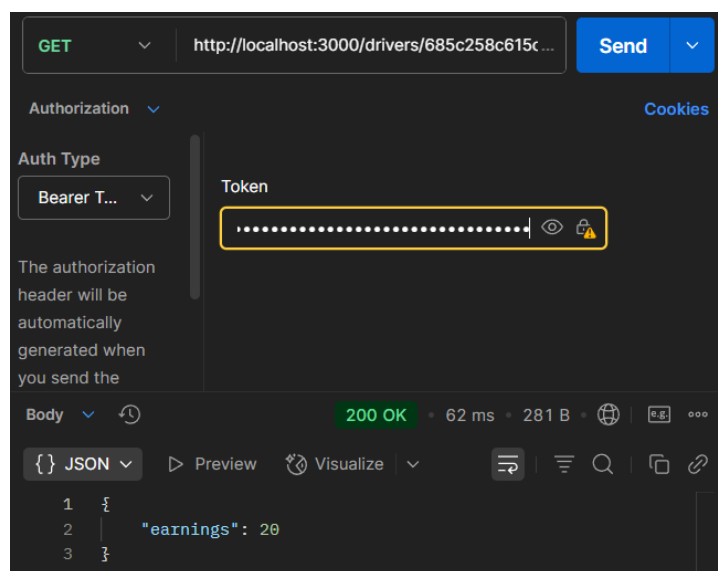 GET http://localhost:3000/drivers/685c258c615c... Send
Authorization Cookies
Auth Type
Bearer T...
Token
The authorization
header will be
automatically
generated when
you send the
Body 200 OK • 62 ms • 281 B e.g.
{} JSON Preview Visualize
1 {
2 "earnings": 20
3 }